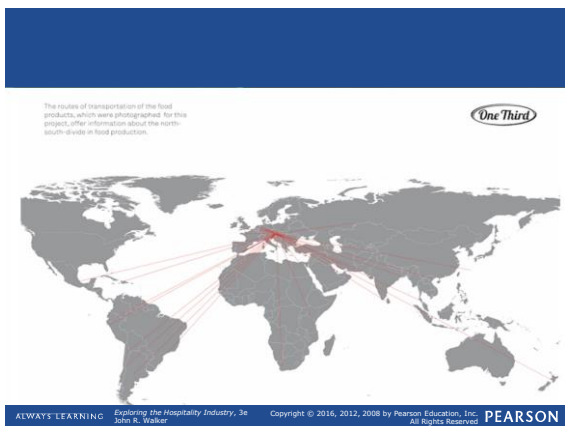 The routes of transportation of the food
products, which were photographed for this
project, offer information about the north-
south-divide in food production.
One Third
ALWAYS LEARNING
Exploring the Hospitality Industry, 3e
John R. Walker
Copyright © 2016, 2012, 2008 by Pearson Education, Inc.
All Rights Reserved
PEARSON